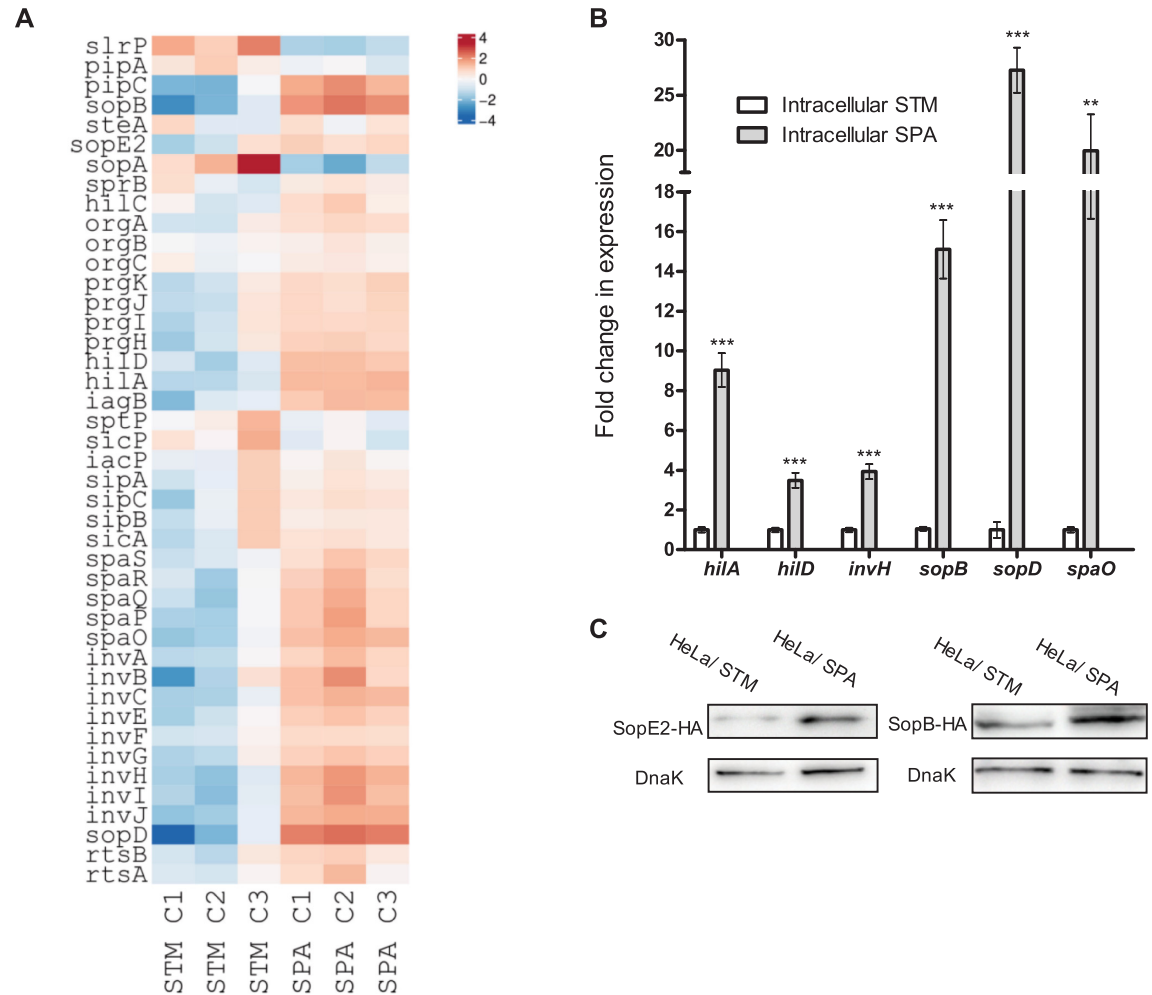 A
slrP
pipA
pipC
sopB
steA
sopE2
sopA
sprB
hilC
orgA
orgB
orgC
prgK
prgJ
prgI
prgH
hilD
hilA
iagB
sptP
sicP
iacP
sipA
sipC
sipB
sicA
spaS
spaR
spaQ
spaP
spaO
invA
invB
invC
invE
invF
invG
invH
invI
invJ
sopD
rtsB
rtsA
STM C1
STM C2
STM C3
SPA C1
SPA C2
SPA C3
4
2
0
−2
−4
B
Fold change in expression
30
25
20
18
16
14
12
10
8
6
4
2
0
Intracellular STM
Intracellular SPA
***
***
***
***
***
**
hilA
hilD
invH
sopB
sopD
spaO
C
HeLa/ STM
HeLa/ SPA
SopE2-HA
DnaK
HeLa/ STM
HeLa/ SPA
SopB-HA
DnaK